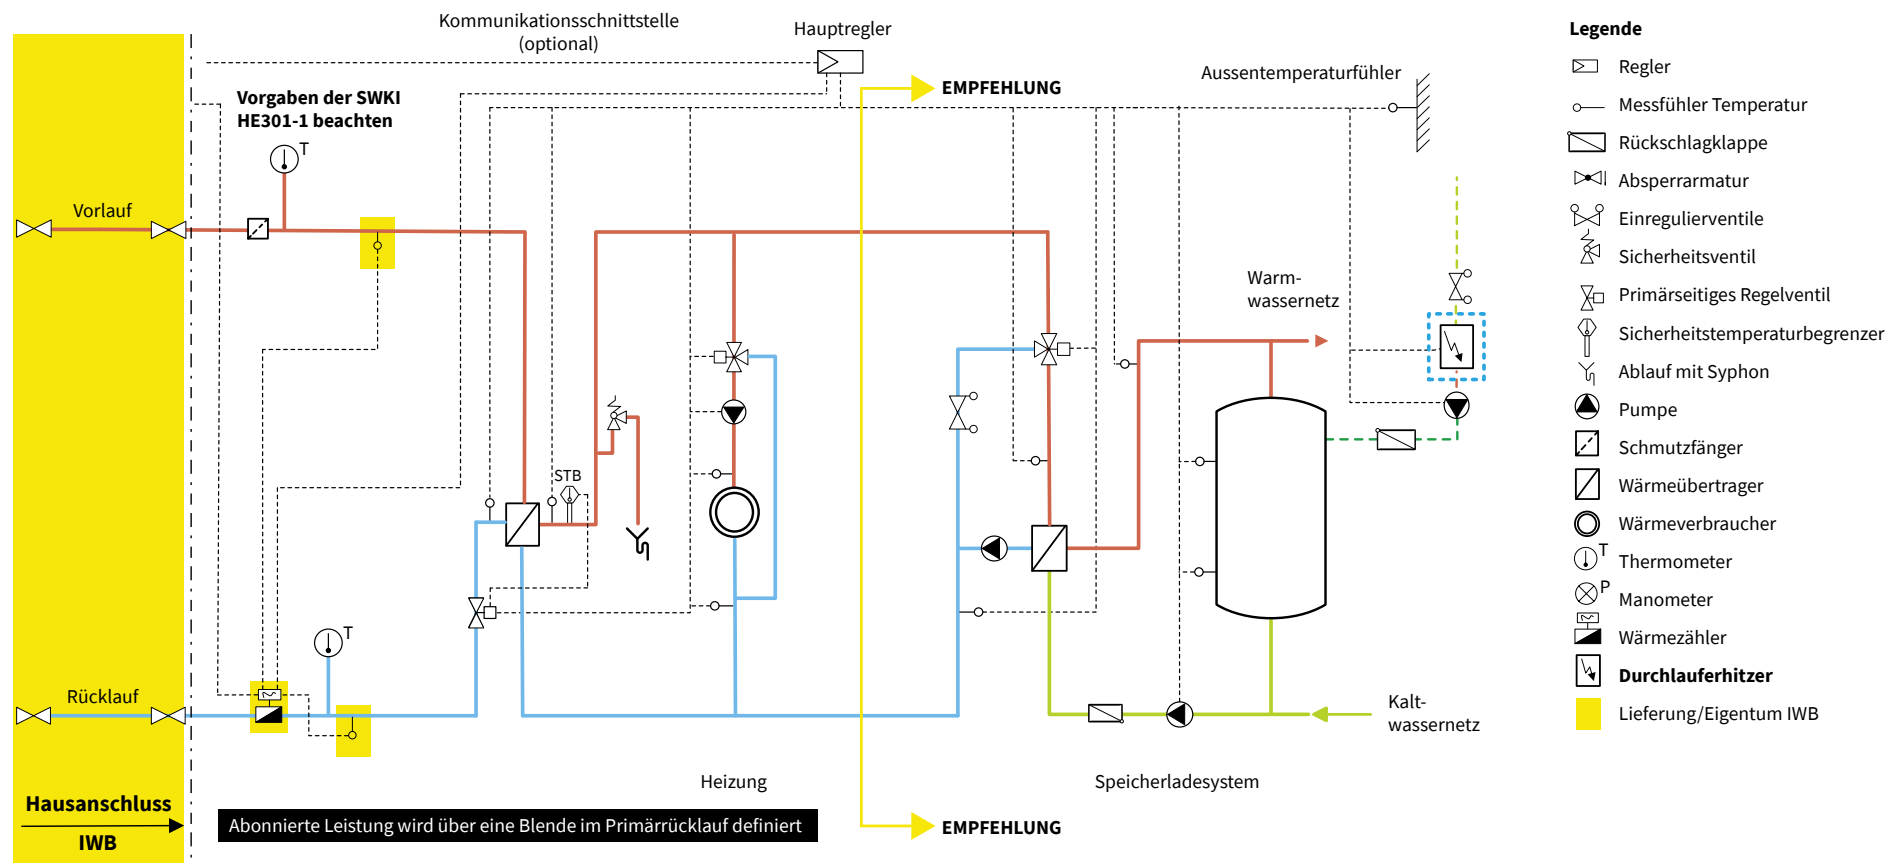 Kommunikationsschnittstelle
(optional)
Hauptregler
EMPFEHLUNG
Aussentemperaturfühler
Vorgaben der SWKI
HE301-1 beachten
T
Vorlauf
Warm-
wassernetz
STB
T
Rücklauf
Kalt-
wassernetz
Heizung
Speicherladesystem
Hausanschluss
IWB
Abonnierte Leistung wird über eine Blende im Primärrücklauf definiert
EMPFEHLUNG
Legende
Regler
Messfühler Temperatur
Rückschlagklappe
Absperrarmatur
Einregulierventile
Sicherheitsventil
Primärseitiges Regelventil
Sicherheitstemperaturbegrenzer
Ablauf mit Syphon
Pumpe
Schmutzfänger
Wärmeübertrager
Wärmeverbraucher
T Thermometer
P Manometer
Wärmezähler
Durchlauferhitzer
Lieferung/Eigentum IWB